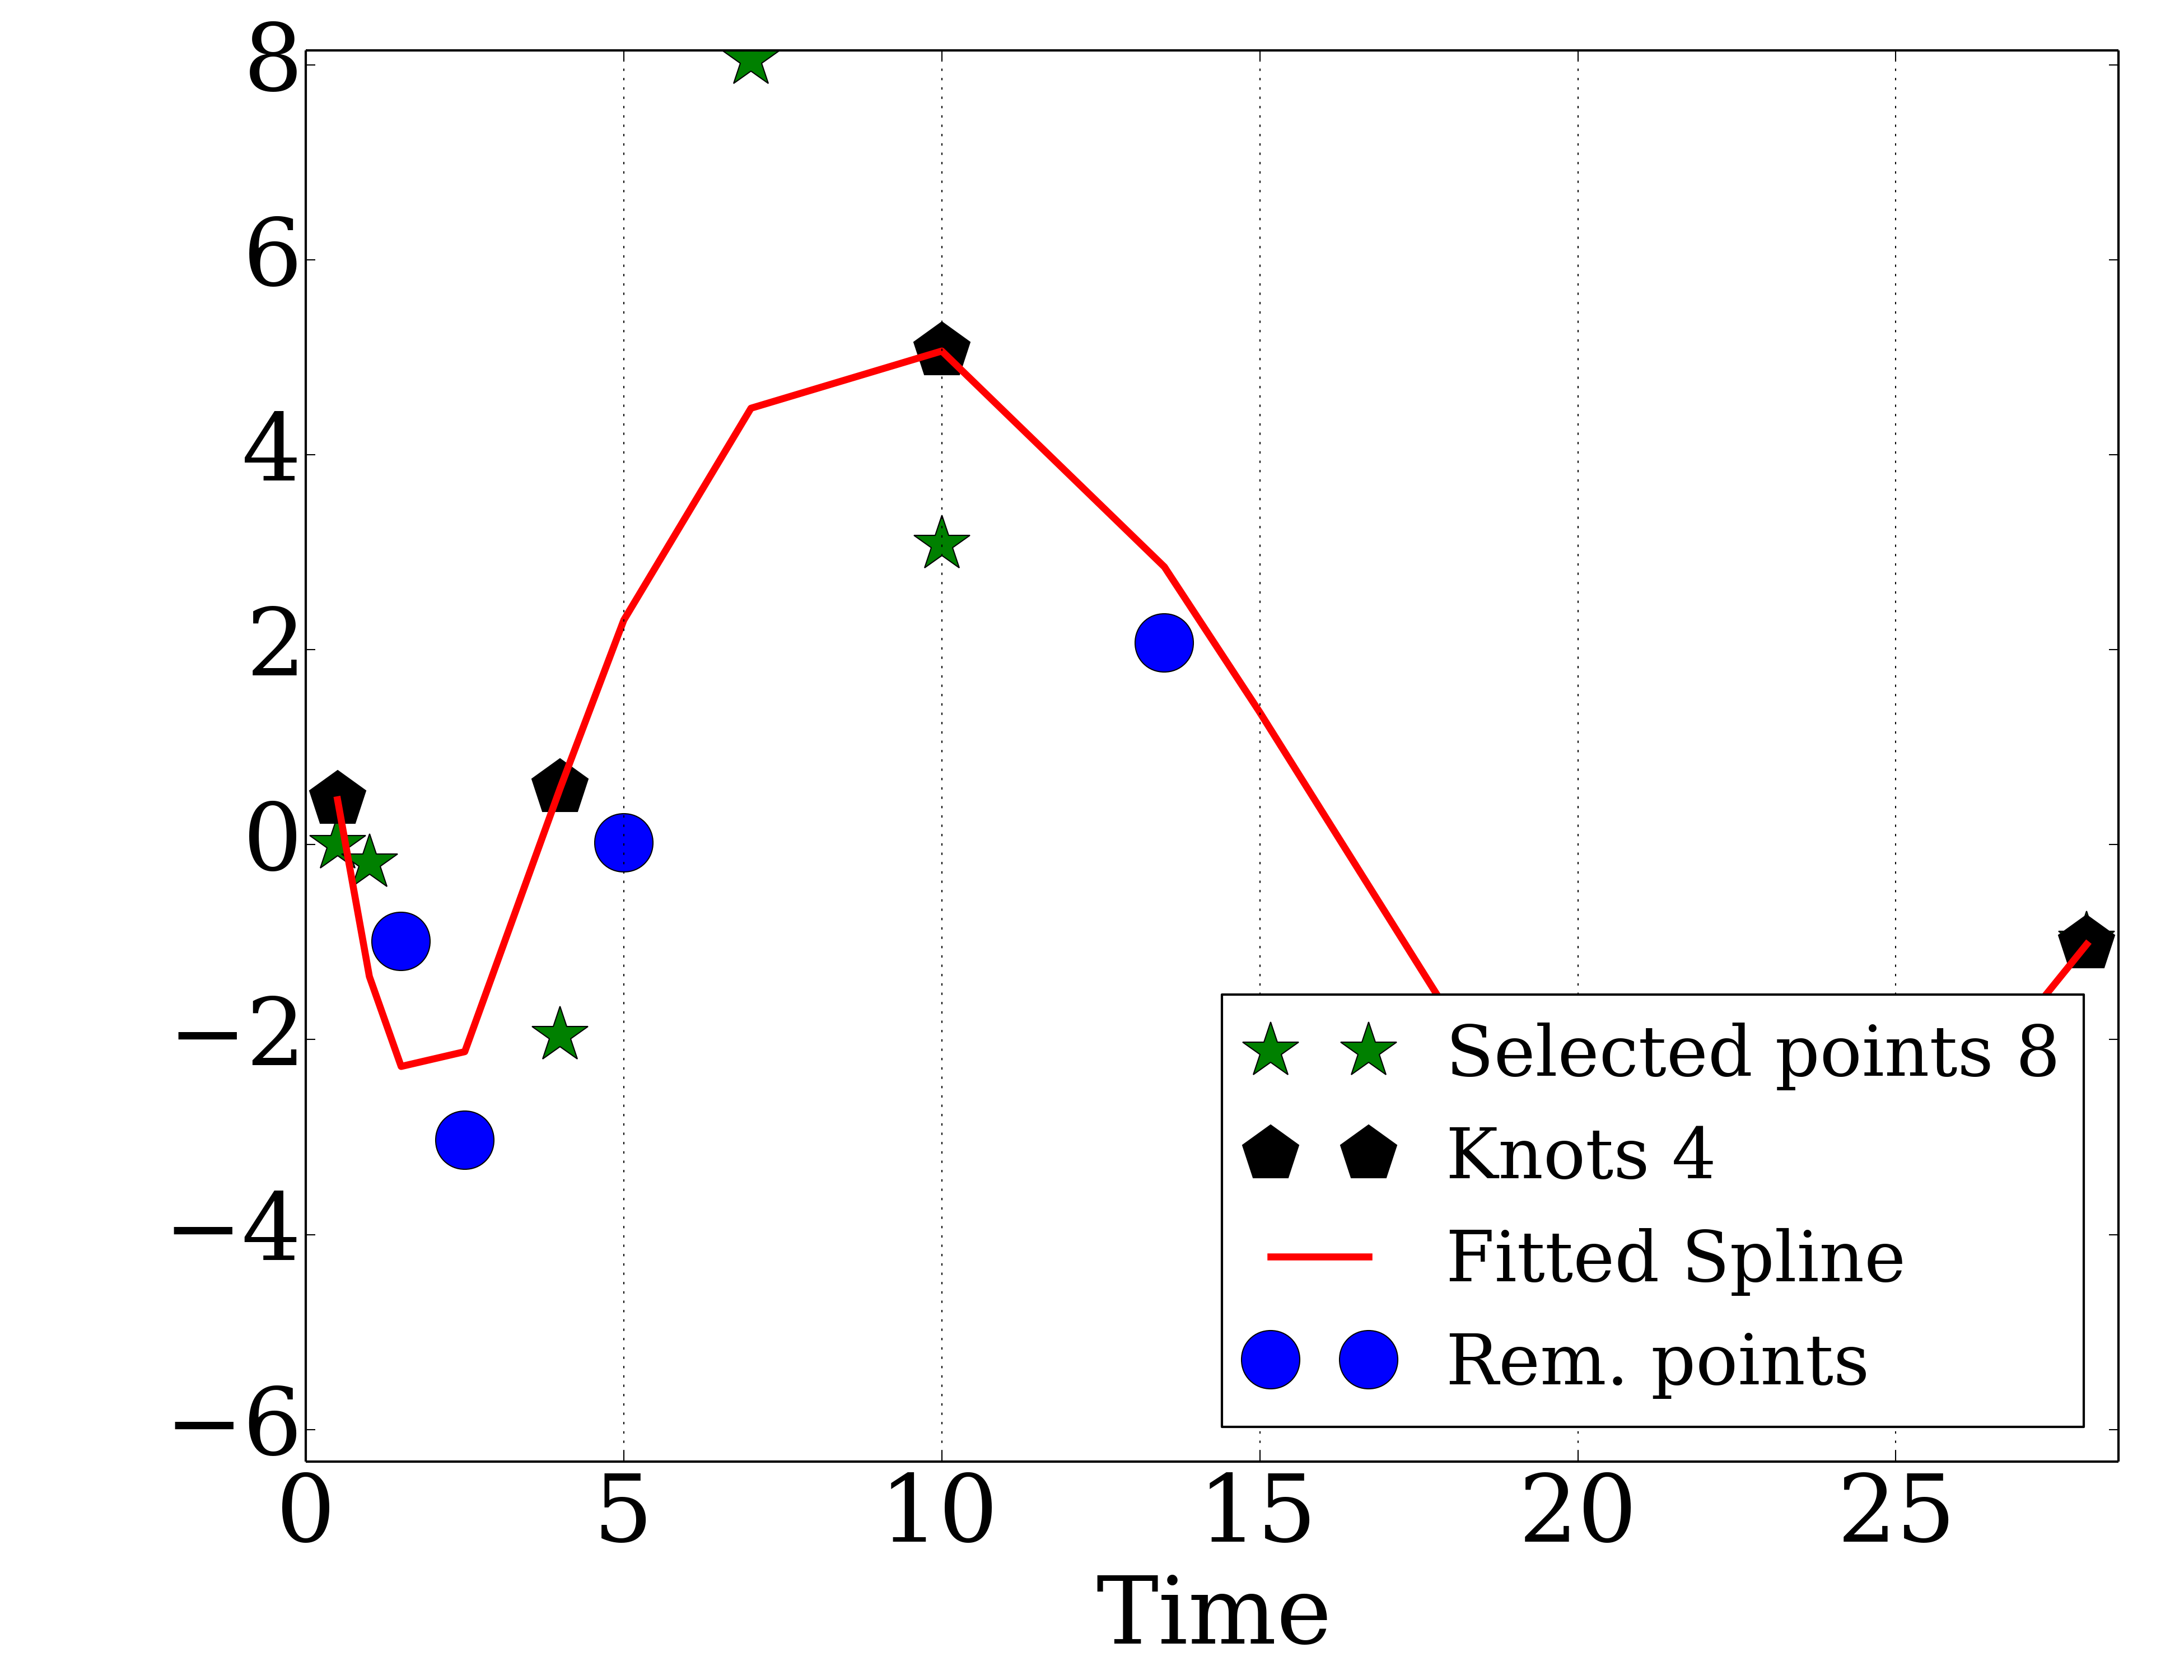 8
6
4
2
0
−2
−4
−6
0 5 10 15 20 25
Time
Selected points 8
Knots 4
Fitted Spline
Rem. points